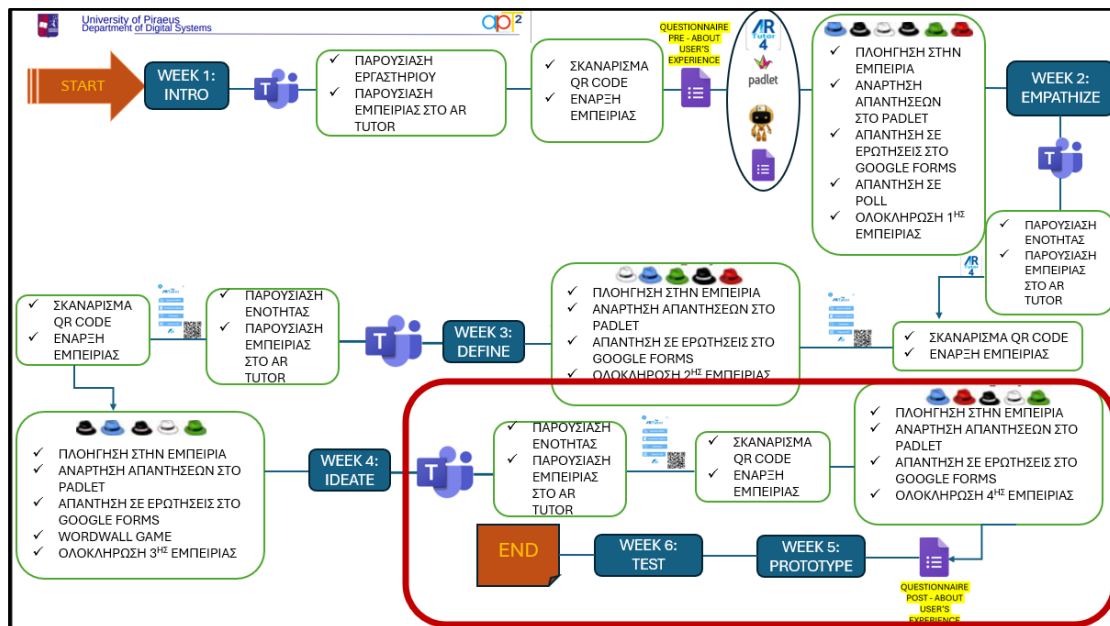 University of Piraeus
Department of Digital Systems
apt²
START
WEEK 1:
INTRO
✓ ΠΑΡΟΥΣΙΑΣΗ
ΕΡΓΑΣΤΗΡΙΟΥ
✓ ΠΑΡΟΥΣΙΑΣΗ
ΕΜΠΕΙΡΙΑΣ ΣΤΟ AR
TUTOR
✓ ΣΚΑΝΑΡΙΣΜΑ
QR CODE
✓ ΕΝΑΡΞΗ
ΕΜΠΕΙΡΙΑΣ
QUESTIONNAIRE
PRE - ABOUT
USER'S
EXPERIENCE
AR
Tutor
4
padlet
✓ ΠΛΟΗΓΗΣΗ ΣΤΗΝ
ΕΜΠΕΙΡΙΑ
✓ ΑΝΑΡΤΗΣΗ
ΑΠΑΝΤΗΣΕΩΝ
ΣΤΟ PADLET
✓ ΑΠΑΝΤΗΣΗ ΣΕ
ΕΡΩΤΗΣΕΙΣ ΣΤΟ
GOOGLE FORMS
✓ ΑΠΑΝΤΗΣΗ ΣΕ
POLL
✓ ΟΛΟΚΛΗΡΩΣΗ 1ΗΣ
ΕΜΠΕΙΡΙΑΣ
WEEK 2:
EMPATHIZE
T
✓ ΠΑΡΟΥΣΙΑΣΗ
ΕΝΟΤΗΤΑΣ
✓ ΠΑΡΟΥΣΙΑΣΗ
ΕΜΠΕΙΡΙΑΣ
ΣΤΟ AR
TUTOR
AR
4
✓ ΣΚΑΝΑΡΙΣΜΑ QR CODE
✓ ΕΝΑΡΞΗ ΕΜΠΕΙΡΙΑΣ
✓ ΠΛΟΗΓΗΣΗ ΣΤΗΝ ΕΜΠΕΙΡΙΑ
✓ ΑΝΑΡΤΗΣΗ ΑΠΑΝΤΗΣΕΩΝ ΣΤΟ
PADLET
✓ ΑΠΑΝΤΗΣΗ ΣΕ ΕΡΩΤΗΣΕΙΣ ΣΤΟ
GOOGLE FORMS
✓ ΟΛΟΚΛΗΡΩΣΗ 2ΗΣ ΕΜΠΕΙΡΙΑΣ
WEEK 3:
DEFINE
T
✓ ΠΑΡΟΥΣΙΑΣΗ
ΕΝΟΤΗΤΑΣ
✓ ΠΑΡΟΥΣΙΑΣΗ
ΕΜΠΕΙΡΙΑΣ
ΣΤΟ AR
TUTOR
✓ ΣΚΑΝΑΡΙΣΜΑ
QR CODE
✓ ΕΝΑΡΞΗ
ΕΜΠΕΙΡΙΑΣ
✓ ΠΛΟΗΓΗΣΗ ΣΤΗΝ ΕΜΠΕΙΡΙΑ
✓ ΑΝΑΡΤΗΣΗ ΑΠΑΝΤΗΣΕΩΝ ΣΤΟ
PADLET
✓ ΑΠΑΝΤΗΣΗ ΣΕ ΕΡΩΤΗΣΕΙΣ ΣΤΟ
GOOGLE FORMS
✓ WORDWALL GAME
✓ ΟΛΟΚΛΗΡΩΣΗ 3ΗΣ ΕΜΠΕΙΡΙΑΣ
WEEK 4:
IDEATE
T
✓ ΠΑΡΟΥΣΙΑΣΗ
ΕΝΟΤΗΤΑΣ
✓ ΠΑΡΟΥΣΙΑΣΗ
ΕΜΠΕΙΡΙΑΣ
ΣΤΟ AR
TUTOR
✓ ΣΚΑΝΑΡΙΣΜΑ
QR CODE
✓ ΕΝΑΡΞΗ
ΕΜΠΕΙΡΙΑΣ
✓ ΠΛΟΗΓΗΣΗ ΣΤΗΝ ΕΜΠΕΙΡΙΑ
✓ ΑΝΑΡΤΗΣΗ ΑΠΑΝΤΗΣΕΩΝ ΣΤΟ
PADLET
✓ ΑΠΑΝΤΗΣΗ ΣΕ ΕΡΩΤΗΣΕΙΣ ΣΤΟ
GOOGLE FORMS
✓ ΟΛΟΚΛΗΡΩΣΗ 4ΗΣ ΕΜΠΕΙΡΙΑΣ
QUESTIONNAIRE
POST - ABOUT
USER'S
EXPERIENCE
WEEK 5:
PROTOTYPE
WEEK 6:
TEST
END